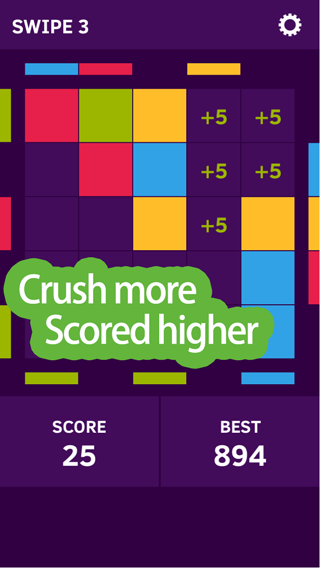 SWIPE 3
+5 +5
+5 +5
+5
Crush more
Scored higher
SCORE BEST
25 894